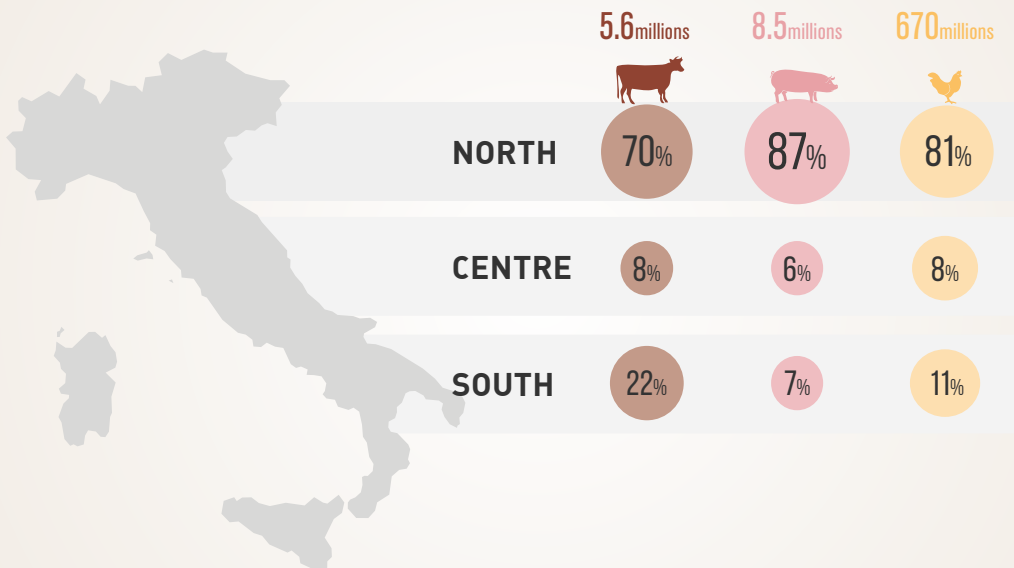 5.6millions 8.5millions 670millions
NORTH 70% 87% 81%
CENTRE 8% 6% 8%
SOUTH 22% 7% 11%